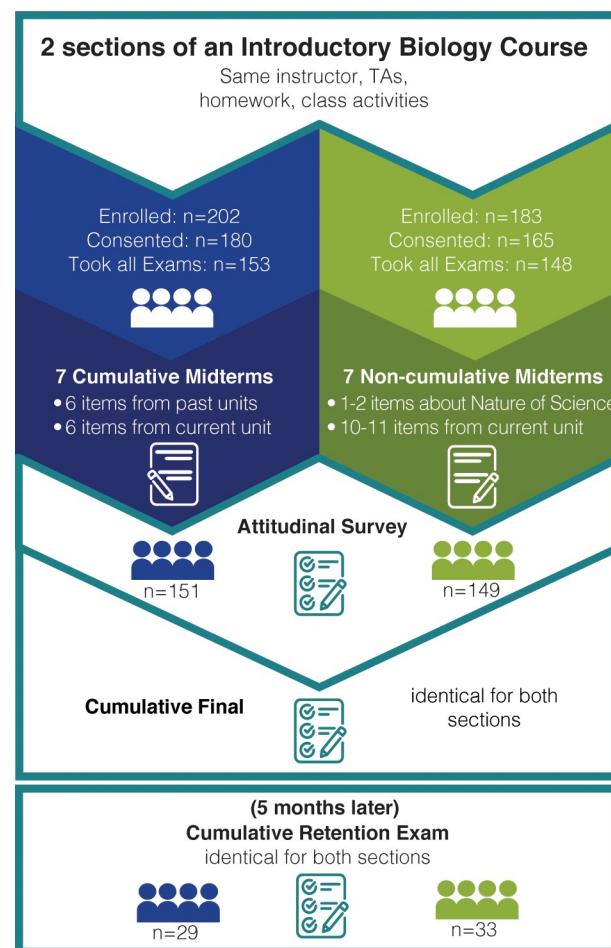 2 sections of an Introductory Biology Course
Same instructor, TAs,
homework, class activities
Enrolled: n=202
Consented: n=180
Took all Exams: n=153
Enrolled: n=183
Consented: n=165
Took all Exams: n=148
7 Cumulative Midterms
• 6 items from past units
• 6 items from current unit
7 Non-cumulative Midterms
• 1-2 items about Nature of Science
• 10-11 items from current unit
Attitudinal Survey
n=151
n=149
Cumulative Final
identical for both
sections
(5 months later)
Cumulative Retention Exam
identical for both sections
n=29
n=33